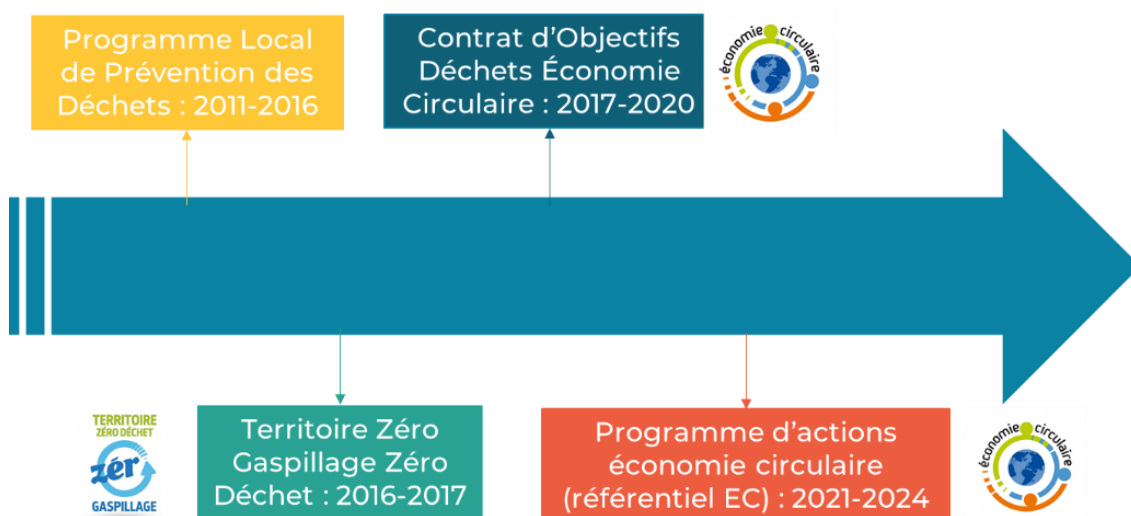 Programme Local
de Prévention des
Déchets : 2011-2016
Contrat d’Objectifs
Déchets Économie
Circulaire : 2017-2020
économie circulaire
TERRITOIRE
ZÉRO DÉCHET
zéro
GASPILLAGE
Territoire Zéro
Gaspillage Zéro
Déchet : 2016-2017
Programme d’actions
économie circulaire
(référentiel EC) : 2021-2024
économie circulaire